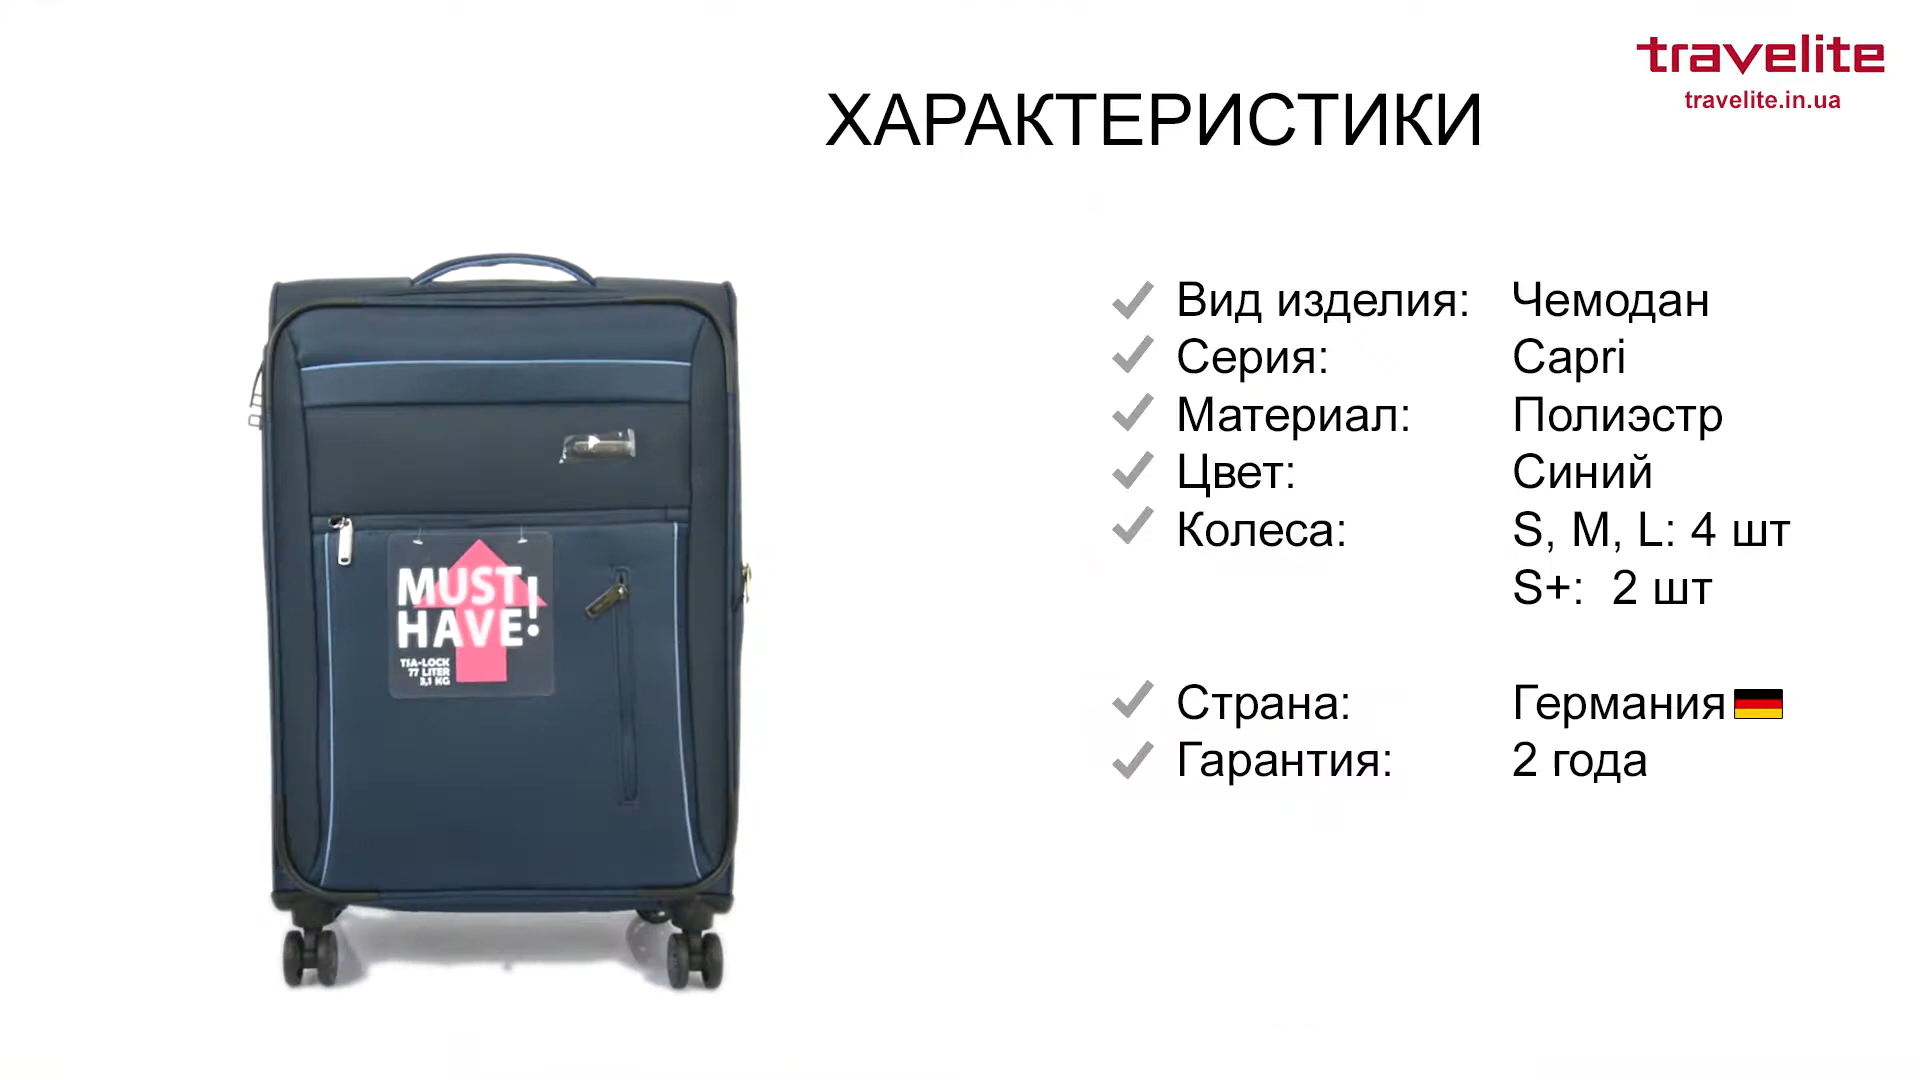 travelite
travelite.in.ua
ХАРАКТЕРИСТИКИ
Вид изделия: Чемодан
Серия: Capri
Материал: Полиэстр
Цвет: Синий
Колеса: S, M, L: 4 шт
S+: 2 шт
Страна: Германия
Гарантия: 2 года
MUST
HAVE!
TSA-LOCK
77 LITER
3,1 KG